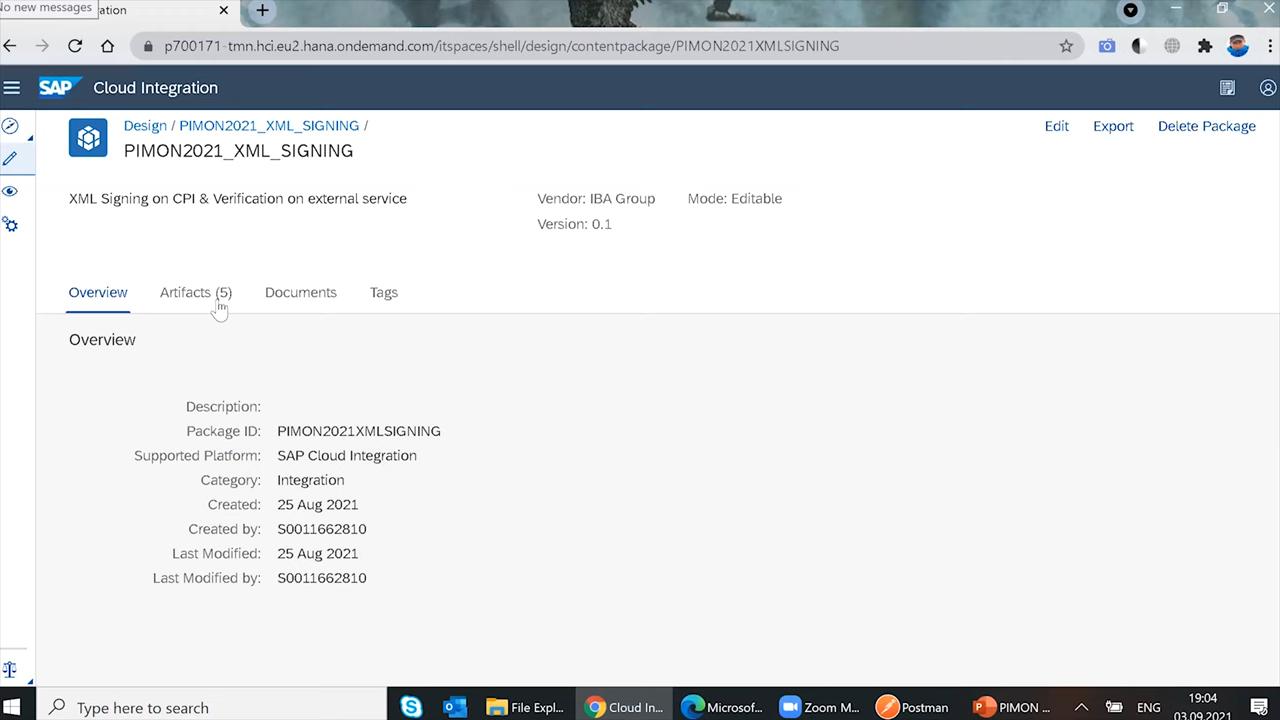 No new messages
ation
p700171-tmn.hci.eu2.hana.ondemand.com/itspaces/shell/design/contentpackage/PIMON2021XMLSIGNING
SAP Cloud Integration
Design / PIMON2021_XML_SIGNING /
Edit Export Delete Package
PIMON2021_XML_SIGNING
XML Signing on CPI & Verification on external service
Vendor: IBA Group Mode: Editable
Version: 0.1
Overview Artifacts (5) Documents Tags
Overview
Description:
Package ID: PIMON2021XMLSIGNING
Supported Platform: SAP Cloud Integration
Category: Integration
Created: 25 Aug 2021
Created by: S0011662810
Last Modified: 25 Aug 2021
Last Modified by: S0011662810
Type here to search
File Expl...
Cloud In...
Microsof...
Zoom M...
Postman
PIMON ...
ENG
19:04
03.09.2021